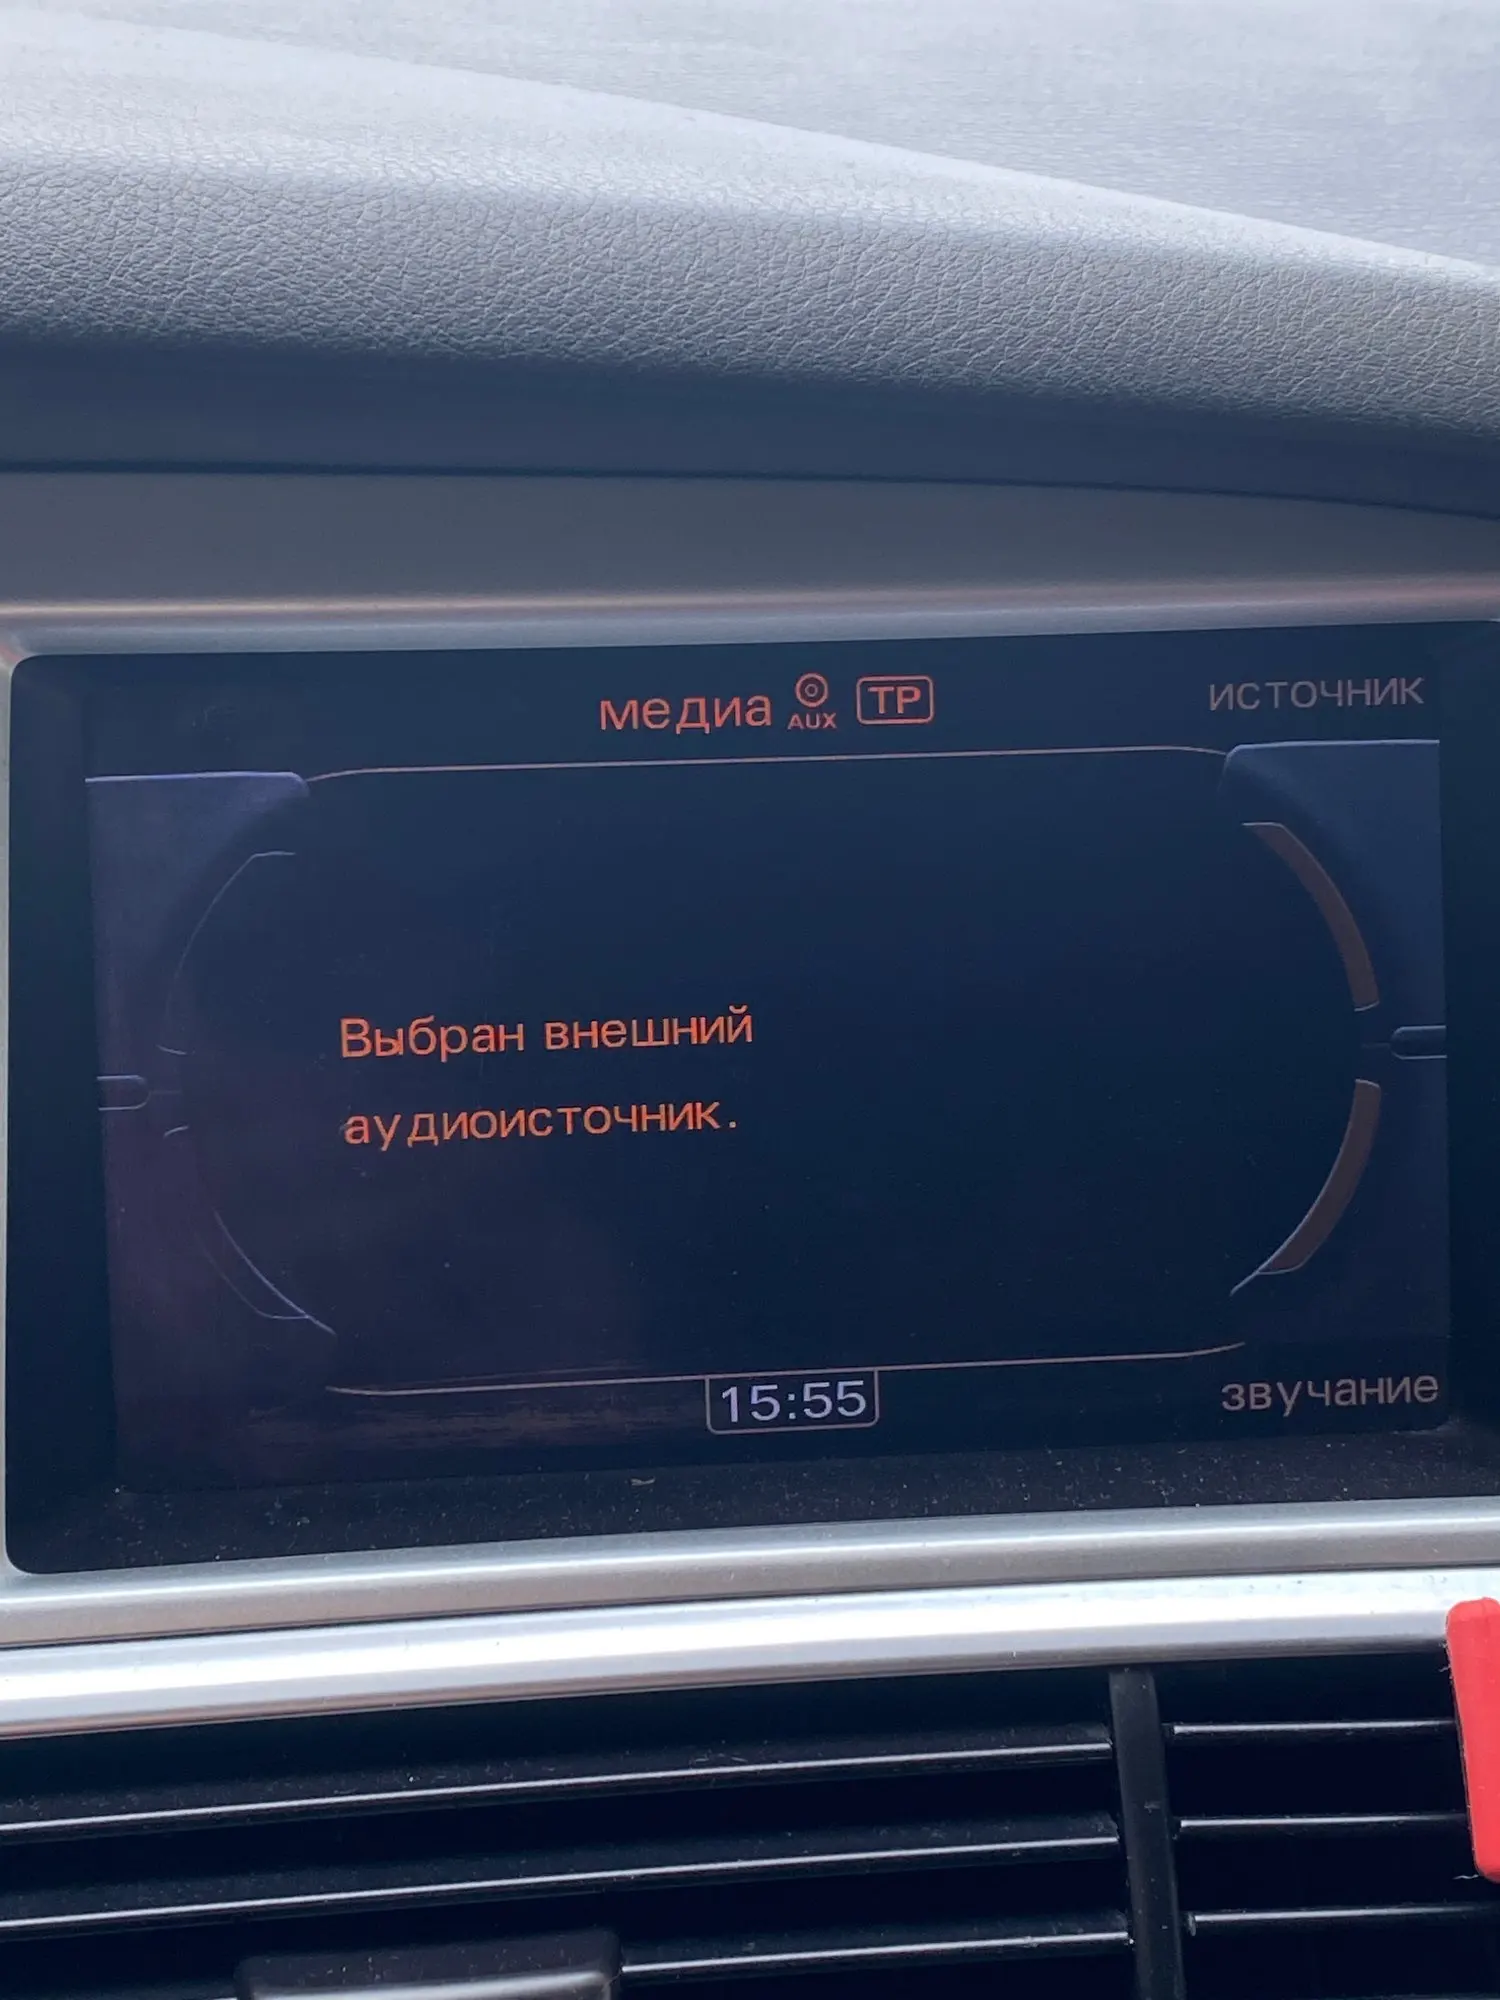 медиа AUX TP
источник
Выбран внешний
аудиоисточник.
15:55
звучание